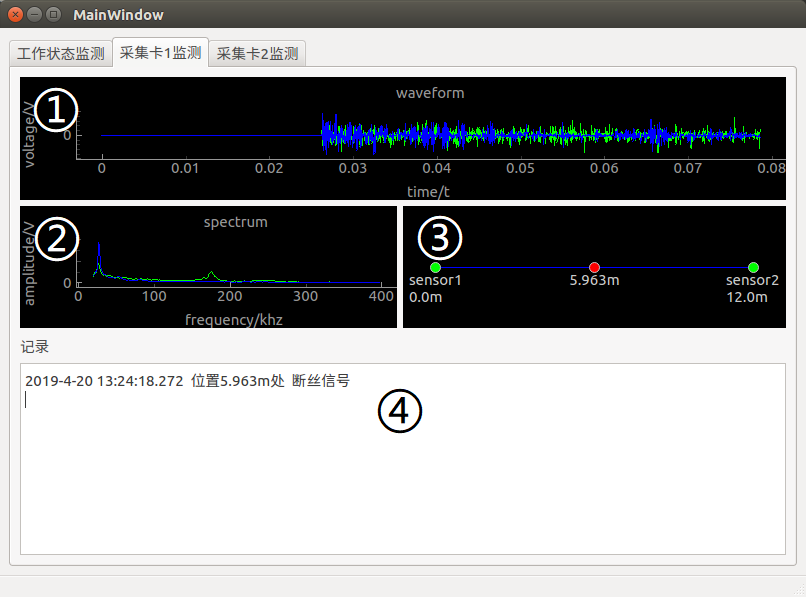 MainWindow
工作状态监测 采集卡1监测 采集卡2监测
①
waveform
voltage/V
0
0 0.01 0.02 0.03 0.04 0.05 0.06 0.07 0.08
time/t
②
spectrum
amplitude/V
0
0 100 200 300 400
frequency/khz
③
sensor1 5.963m sensor2
0.0m 12.0m
记录
2019-4-20 13:24:18.272 位置5.963m处 断丝信号
④